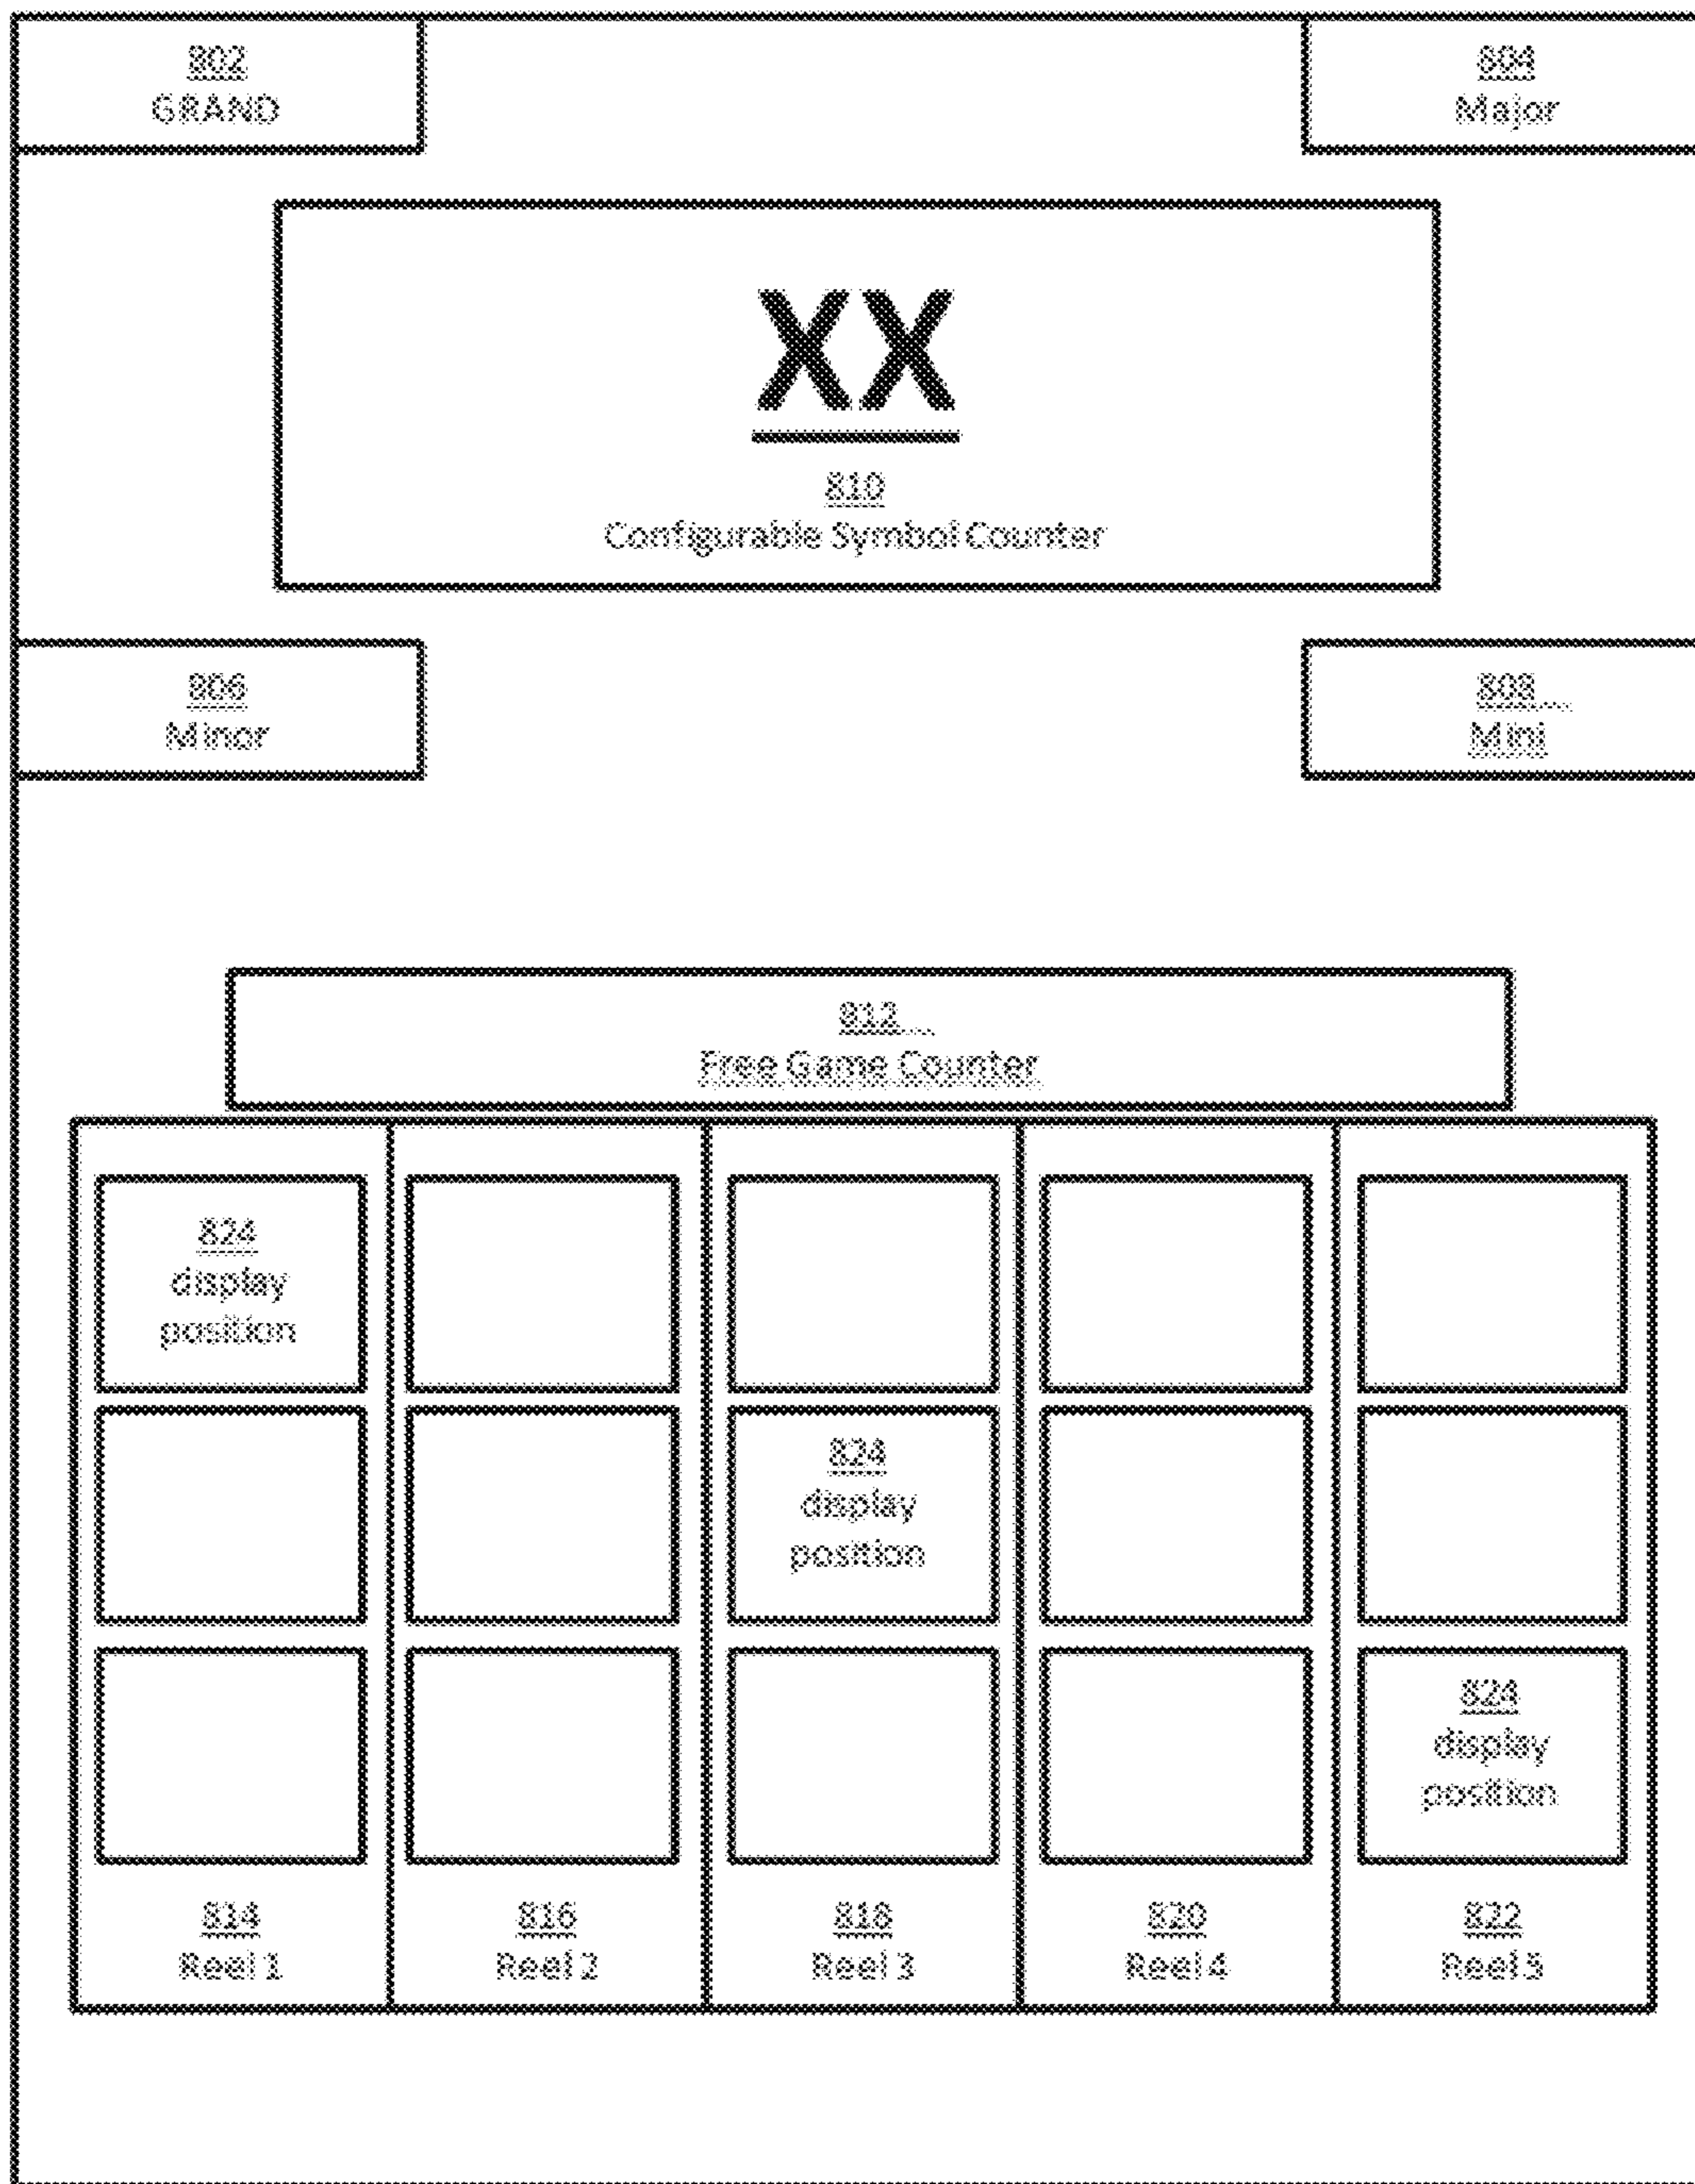 802
GRAND
804
Major
XX
810
Configurable Symbol Counter
806
Minor
808
Mini
812
Free Game Counter
824
display
position
824
display
position
824
display
position
814
Reel 1
816
Reel 2
818
Reel 3
820
Reel 4
822
Reel 5